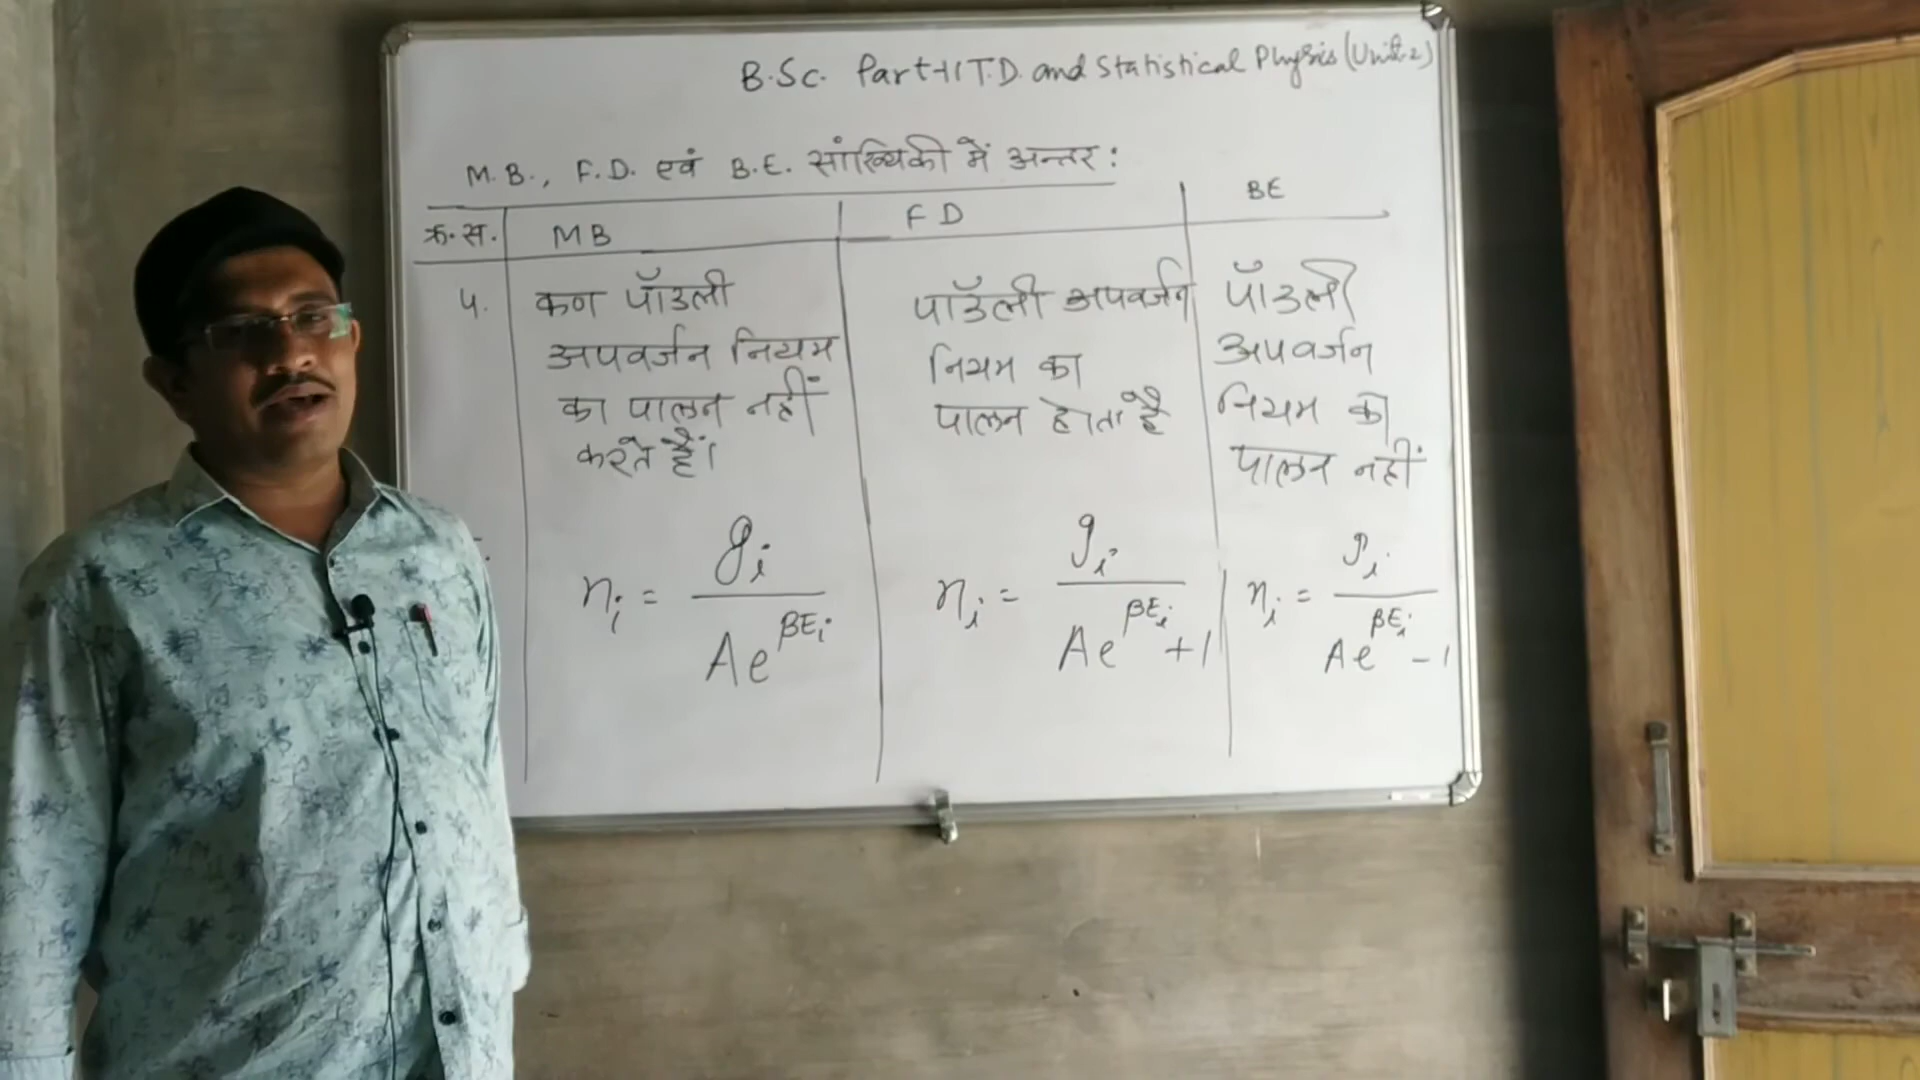 B.Sc. Part-II T.D. and Statistical Physics (Unit-2)
M.B., F.D. एवं B.E. सांख्यिकी में अन्तर :
क्र.स. MB FD BE
५. कण पॉउली
अपवर्जन नियम
का पालन नहीं
करते हैं।
पॉउली अपवर्जन
नियम का
पालन होता है
पॉउली
अपवर्जन
नियम का
पालन नहीं
nᵢ = gᵢ / Ae^βEᵢ
nᵢ = gᵢ / Ae^βEᵢ +1
nᵢ = gᵢ / Ae^βEᵢ -1